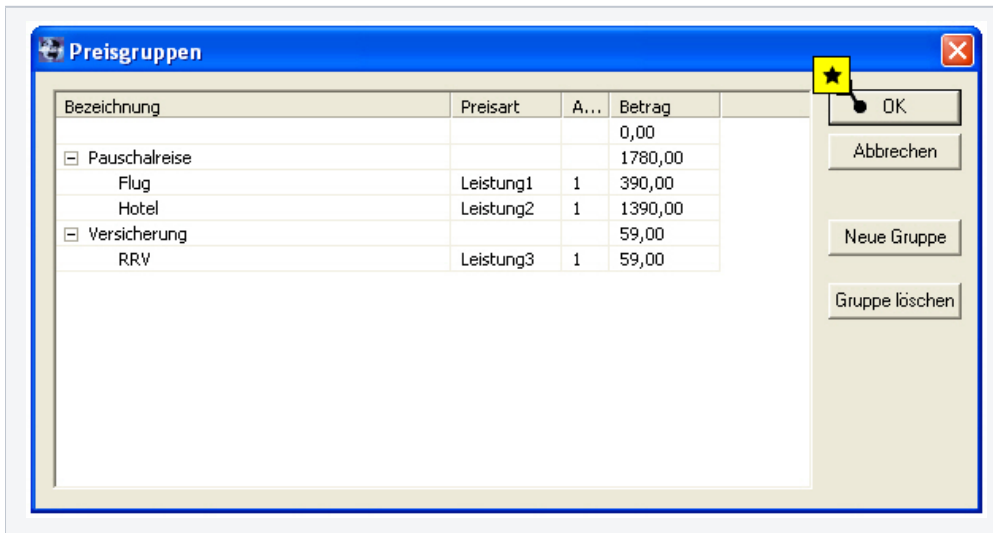 Preisgruppen
Bezeichnung Preisart A... Betrag
0,00
Pauschalreise 1780,00
Flug Leistung1 1 390,00
Hotel Leistung2 1 1390,00
Versicherung 59,00
RRV Leistung3 1 59,00
OK
Abbrechen
Neue Gruppe
Gruppe löschen